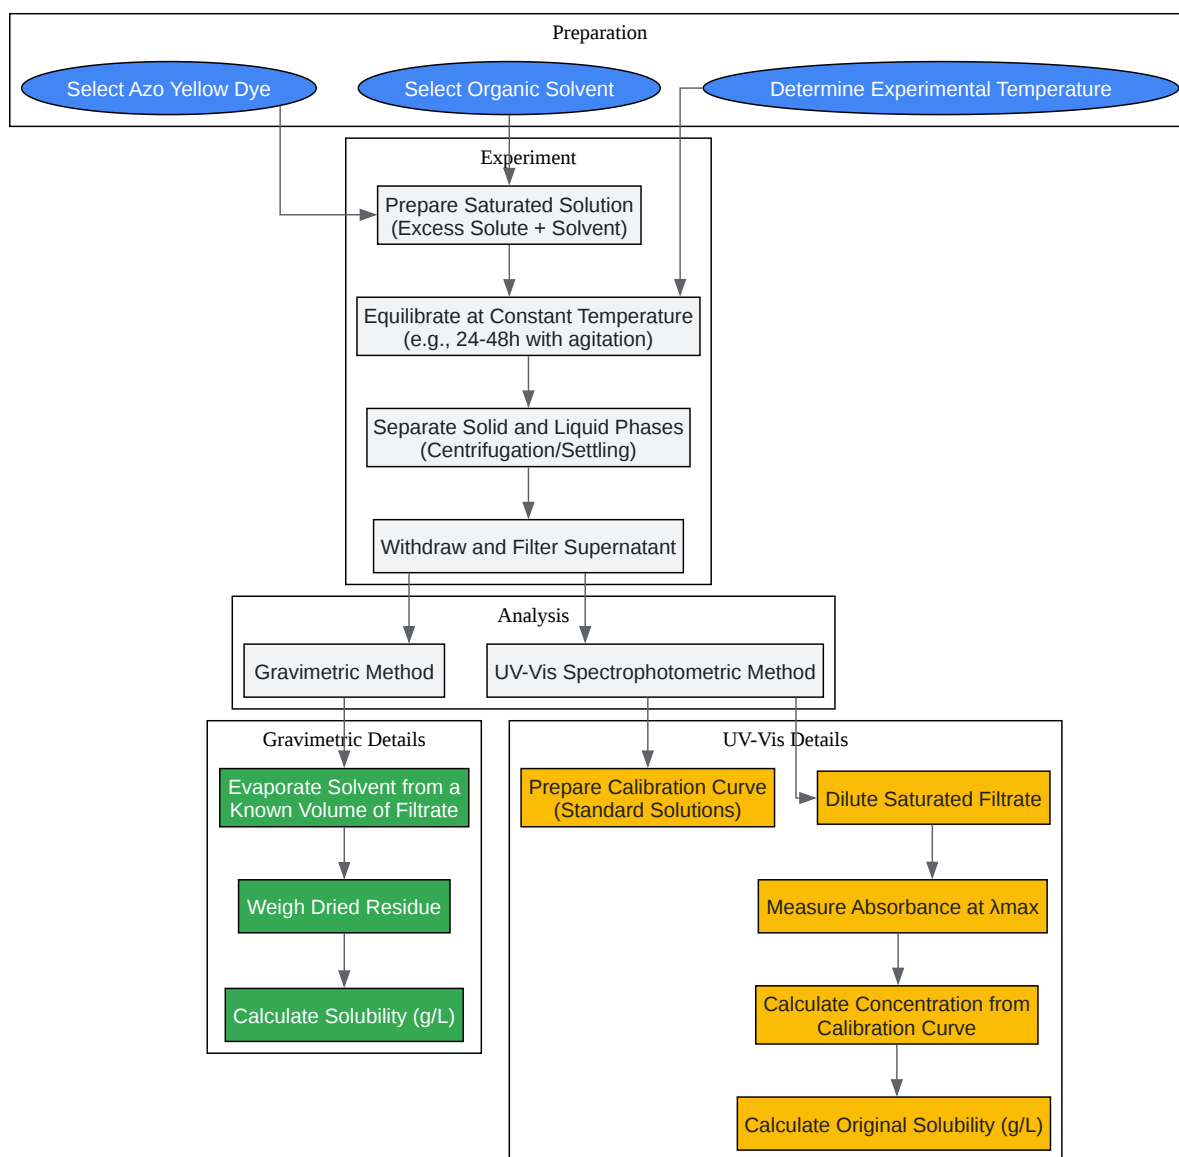 Preparation
Select Azo Yellow Dye
Select Organic Solvent
Determine Experimental Temperature
Experiment
Prepare Saturated Solution
(Excess Solute + Solvent)
Equilibrate at Constant Temperature
(e.g., 24-48h with agitation)
Separate Solid and Liquid Phases
(Centrifugation/Settling)
Withdraw and Filter Supernatant
Analysis
Gravimetric Method
UV-Vis Spectrophotometric Method
Gravimetric Details
Evaporate Solvent from a
Known Volume of Filtrate
Weigh Dried Residue
Calculate Solubility (g/L)
UV-Vis Details
Prepare Calibration Curve
(Standard Solutions)
Dilute Saturated Filtrate
Measure Absorbance at λmax
Calculate Concentration from
Calibration Curve
Calculate Original Solubility (g/L)